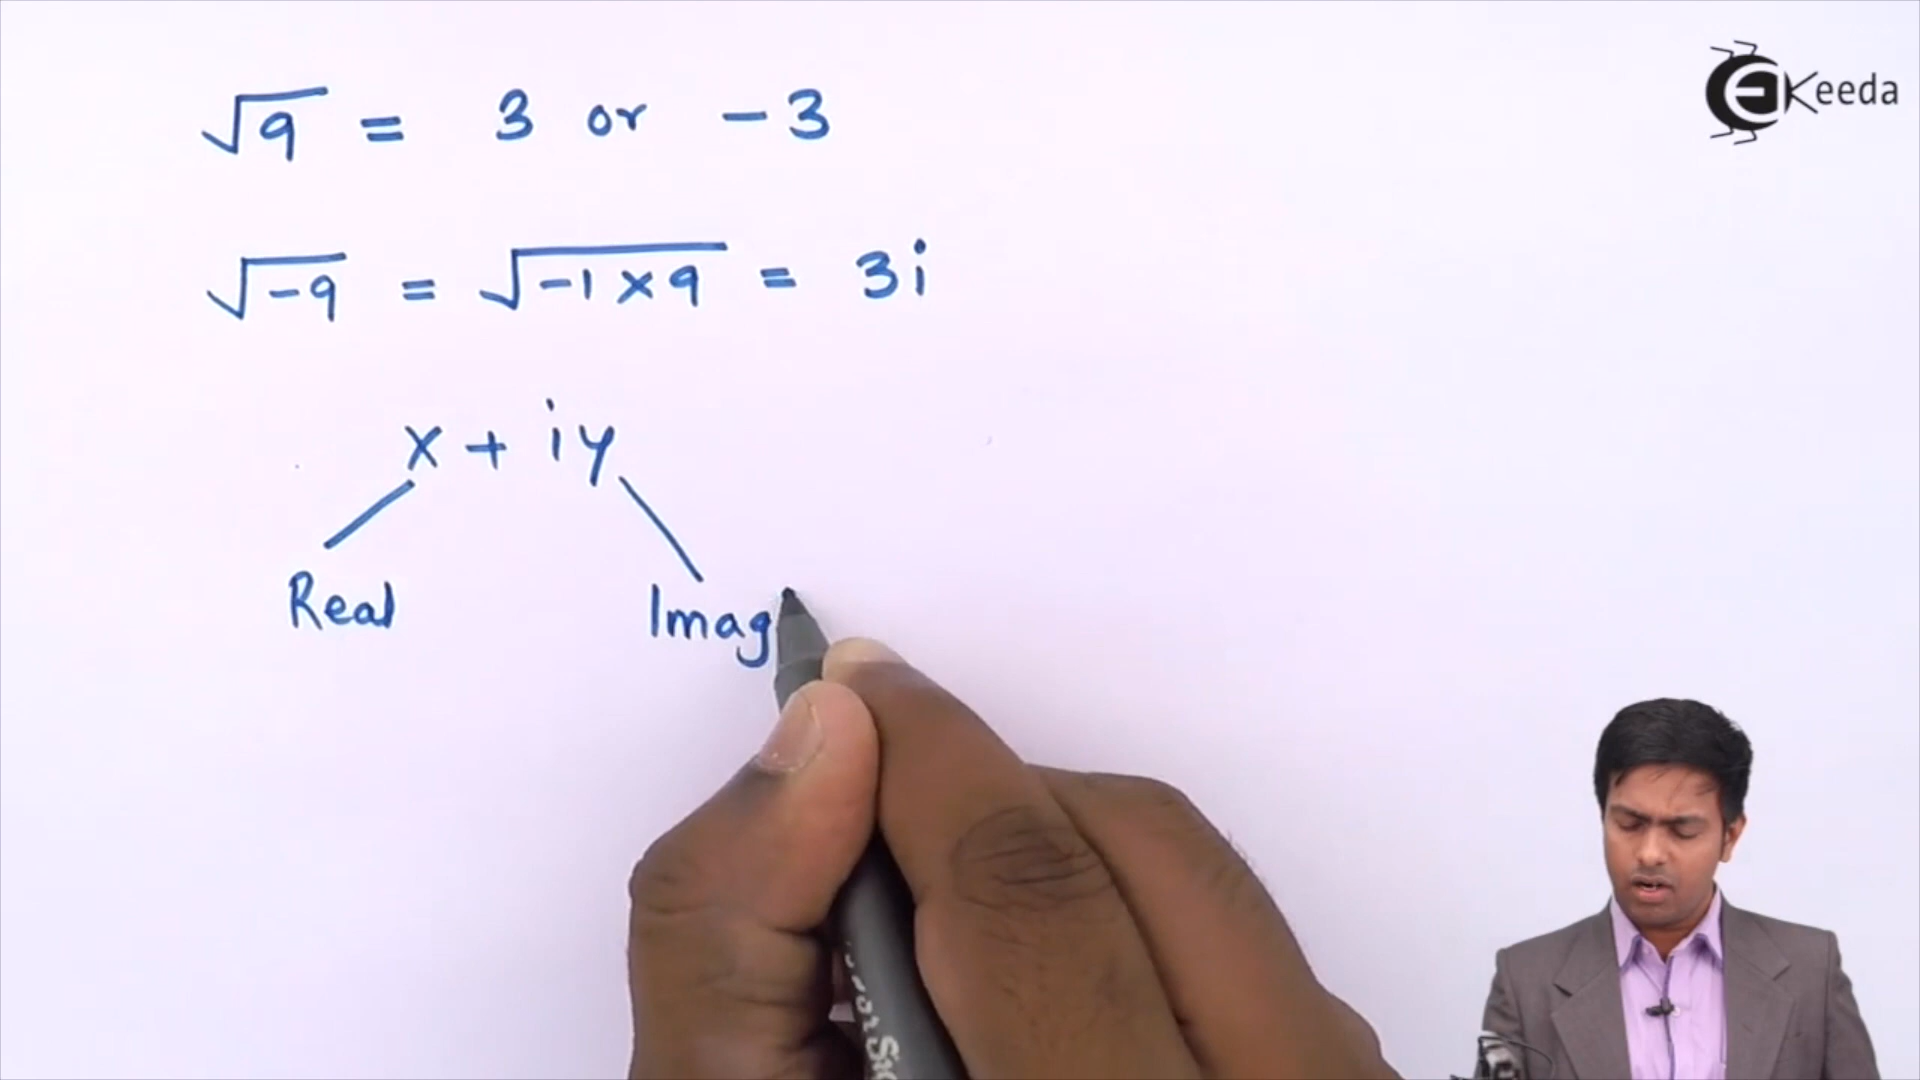 √9 = 3 or -3
Keeda
√-9 = √-1×9 = 3i
x + iy
Real Imag